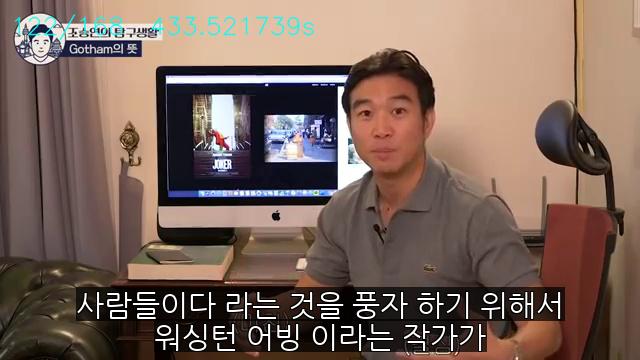 122/168 433.521739s
조승연의 탐구생활
Gotham의 뜻
JOKER
사람들이다 라는 것을 풍자 하기 위해서
워싱턴 어빙 이라는 작가가